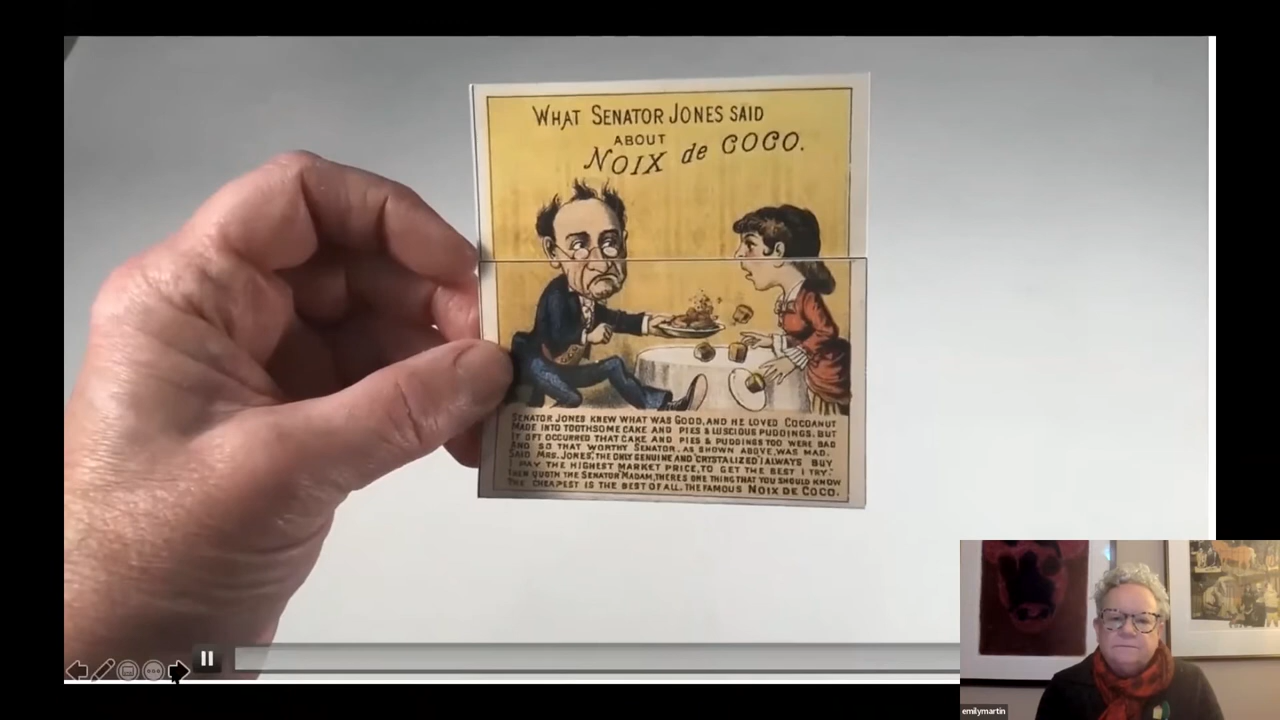 WHAT SENATOR JONES SAID
ABOUT
NOIX de COCO.
SENATOR JONES KNEW WHAT WAS GOOD, AND HE LOVED COCOANUT
MADE INTO TOOTHSOME CAKE AND PIES & LUSCIOUS PUDDINGS, BUT
IT OFT OCCURRED THAT CAKE AND PIES & PUDDINGS TOO WERE BAD
AND SO THAT WORTHY SENATOR, AS SHOWN ABOVE, WAS MAD.
SAID MRS. JONES, "THE ONLY GENUINE AND "CRYSTALIZED" I ALWAYS BUY
I PAY THE HIGHEST MARKET PRICE, TO GET THE BEST I TRY."
THEN QUOTH THE SENATOR "MADAM, THERES ONE THING THAT YOU SHOULD KNOW
THE CHEAPEST IS THE BEST OF ALL. THE FAMOUS NOIX DE COCO.
emilymartin